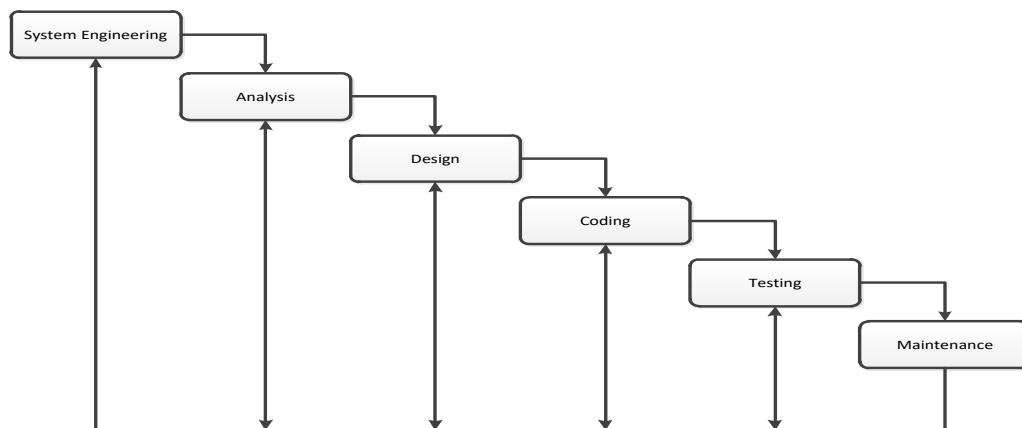 System Engineering
Analysis
Design
Coding
Testing
Maintenance